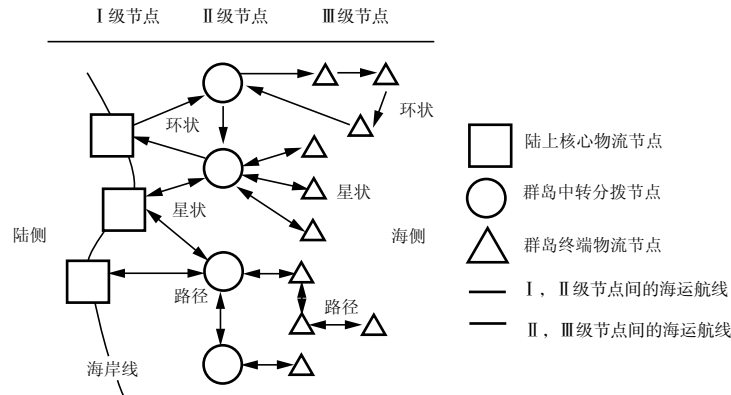 Ⅰ级节点 Ⅱ级节点 Ⅲ级节点
环状
环状
星状
星状
陆侧
海侧
路径
路径
海岸线
陆上核心物流节点
群岛中转分拨节点
群岛终端物流节点
Ⅰ，Ⅱ级节点间的海运航线
Ⅱ，Ⅲ级节点间的海运航线